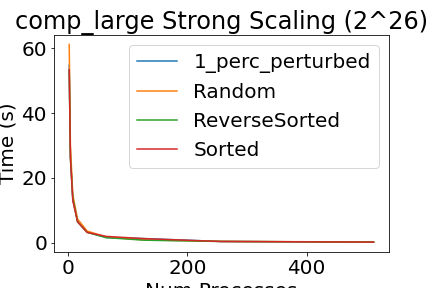 comp_large Strong Scaling (2^26)
Time (s)
60
40
20
0
1_perc_perturbed
Random
ReverseSorted
Sorted
0 200 400
Num Processes